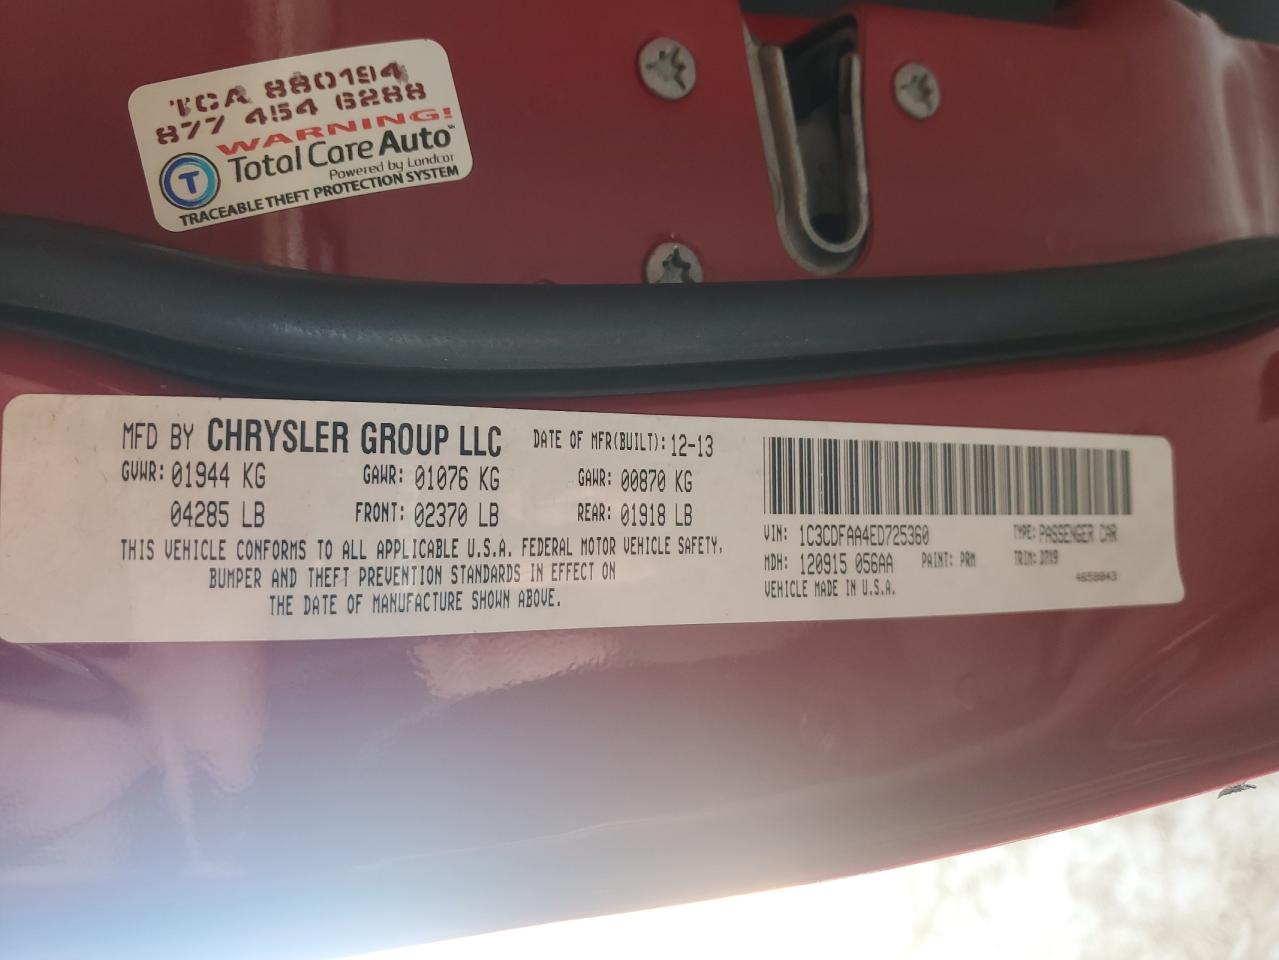 TCA 880194
877 454 6288
WARNING!
T Total Care Auto
Powered by Landcar
TRACEABLE THEFT PROTECTION SYSTEM
MFD BY CHRYSLER GROUP LLC DATE OF MFR(BUILT): 12-13
GVWR: 01944 KG GAWR: 01076 KG GAWR: 00870 KG
04285 LB FRONT: 02370 LB REAR: 01918 LB
THIS VEHICLE CONFORMS TO ALL APPLICABLE U.S.A. FEDERAL MOTOR VEHICLE SAFETY,
BUMPER AND THEFT PREVENTION STANDARDS IN EFFECT ON
THE DATE OF MANUFACTURE SHOWN ABOVE.
VIN: 1C3CDFAA4ED725360 TYPE: PASSENGER CAR
MDH: 120915 056AA PAINT: PRM TRIM: D7X9
VEHICLE MADE IN U.S.A. 4658843